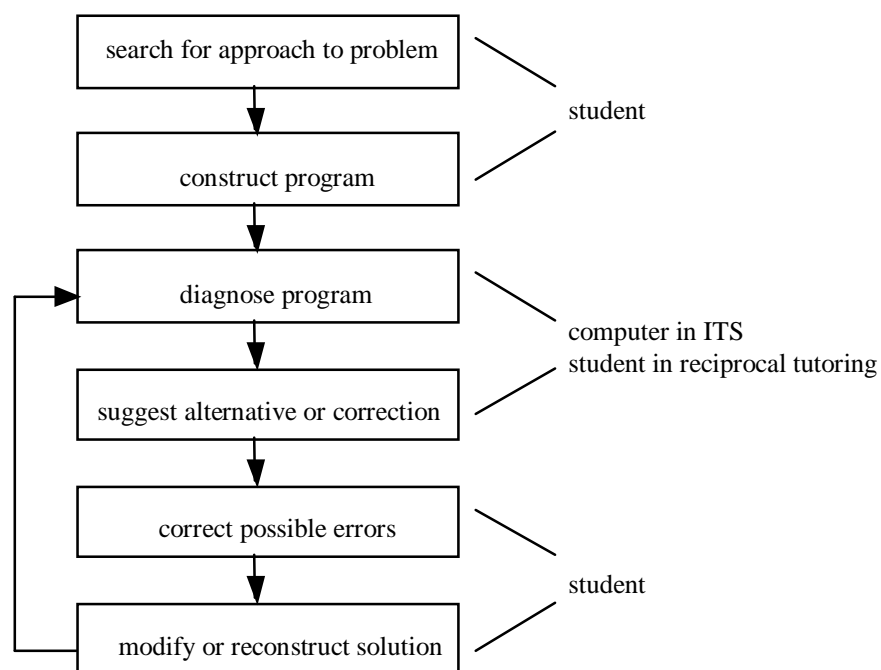 search for approach to problem
student
construct program
diagnose program
computer in ITS
student in reciprocal tutoring
suggest alternative or correction
correct possible errors
student
modify or reconstruct solution